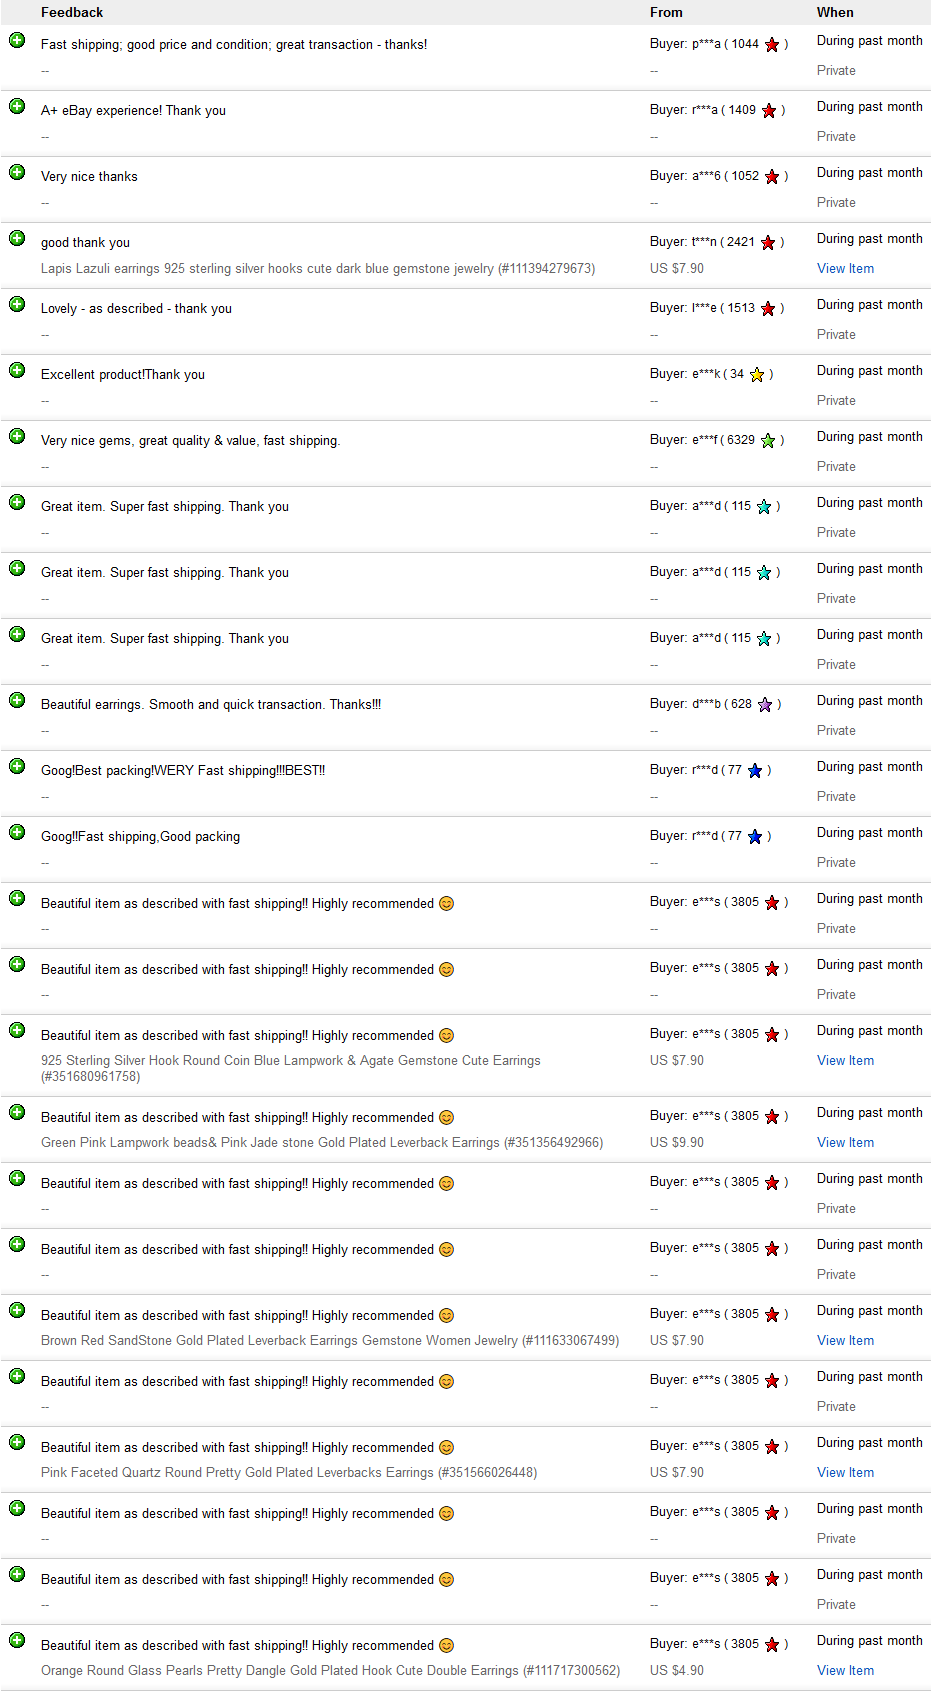 Feedback From When
Fast shipping; good price and condition; great transaction - thanks! Buyer: p***a ( 1044 ) During past month
-- -- Private
A+ eBay experience! Thank you Buyer: r***a ( 1409 ) During past month
-- -- Private
Very nice thanks Buyer: a***6 ( 1052 ) During past month
-- -- Private
good thank you Buyer: t***n ( 2421 ) During past month
Lapis Lazuli earrings 925 sterling silver hooks cute dark blue gemstone jewelry (#111394279673) US $7.90 View Item
Lovely - as described - thank you Buyer: l***e ( 1513 ) During past month
-- -- Private
Excellent product!Thank you Buyer: e***k ( 34 ) During past month
-- -- Private
Very nice gems, great quality & value, fast shipping. Buyer: e***f ( 6329 ) During past month
-- -- Private
Great item. Super fast shipping. Thank you Buyer: a***d ( 115 ) During past month
-- -- Private
Great item. Super fast shipping. Thank you Buyer: a***d ( 115 ) During past month
-- -- Private
Great item. Super fast shipping. Thank you Buyer: a***d ( 115 ) During past month
-- -- Private
Beautiful earrings. Smooth and quick transaction. Thanks!!! Buyer: d***b ( 628 ) During past month
-- -- Private
Goog!Best packing!WERY Fast shipping!!!BEST!! Buyer: r***d ( 77 ) During past month
-- -- Private
Goog!!Fast shipping,Good packing Buyer: r***d ( 77 ) During past month
-- -- Private
Beautiful item as described with fast shipping!! Highly recommended 😊 Buyer: e***s ( 3805 ) During past month
-- -- Private
Beautiful item as described with fast shipping!! Highly recommended 😊 Buyer: e***s ( 3805 ) During past month
-- -- Private
Beautiful item as described with fast shipping!! Highly recommended 😊 Buyer: e***s ( 3805 ) During past month
925 Sterling Silver Hook Round Coin Blue Lampwork & Agate Gemstone Cute Earrings US $7.90 View Item
(#351680961758)
Beautiful item as described with fast shipping!! Highly recommended 😊 Buyer: e***s ( 3805 ) During past month
Green Pink Lampwork beads& Pink Jade stone Gold Plated Leverback Earrings (#351356492966) US $9.90 View Item
Beautiful item as described with fast shipping!! Highly recommended 😊 Buyer: e***s ( 3805 ) During past month
-- -- Private
Beautiful item as described with fast shipping!! Highly recommended 😊 Buyer: e***s ( 3805 ) During past month
-- -- Private
Beautiful item as described with fast shipping!! Highly recommended 😊 Buyer: e***s ( 3805 ) During past month
Brown Red SandStone Gold Plated Leverback Earrings Gemstone Women Jewelry (#111633067499) US $7.90 View Item
Beautiful item as described with fast shipping!! Highly recommended 😊 Buyer: e***s ( 3805 ) During past month
-- -- Private
Beautiful item as described with fast shipping!! Highly recommended 😊 Buyer: e***s ( 3805 ) During past month
Pink Faceted Quartz Round Pretty Gold Plated Leverbacks Earrings (#351566026448) US $7.90 View Item
Beautiful item as described with fast shipping!! Highly recommended 😊 Buyer: e***s ( 3805 ) During past month
-- -- Private
Beautiful item as described with fast shipping!! Highly recommended 😊 Buyer: e***s ( 3805 ) During past month
-- -- Private
Beautiful item as described with fast shipping!! Highly recommended 😊 Buyer: e***s ( 3805 ) During past month
Orange Round Glass Pearls Pretty Dangle Gold Plated Hook Cute Double Earrings (#111717300562) US $4.90 View Item